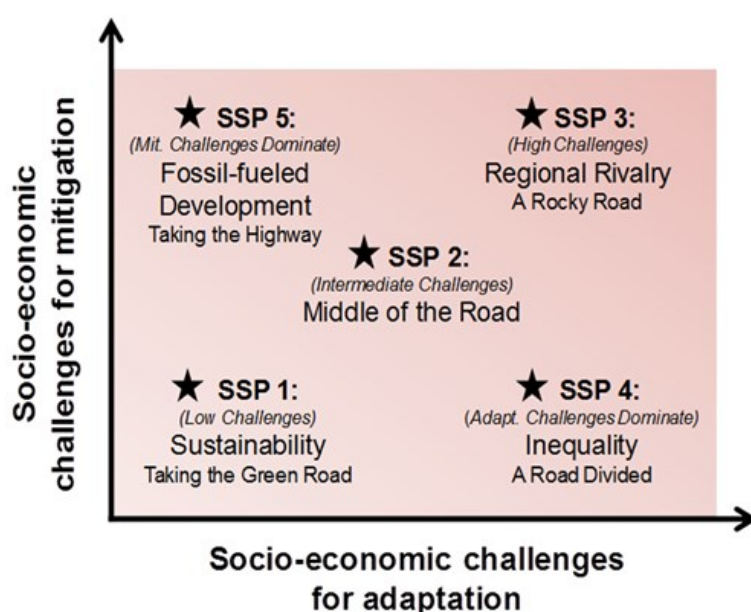 Socio-economic
challenges for mitigation
★ SSP 5:
(Mit. Challenges Dominate)
Fossil-fueled
Development
Taking the Highway
★ SSP 3:
(High Challenges)
Regional Rivalry
A Rocky Road
★ SSP 2:
(Intermediate Challenges)
Middle of the Road
★ SSP 1:
(Low Challenges)
Sustainability
Taking the Green Road
★ SSP 4:
(Adapt. Challenges Dominate)
Inequality
A Road Divided
Socio-economic challenges
for adaptation